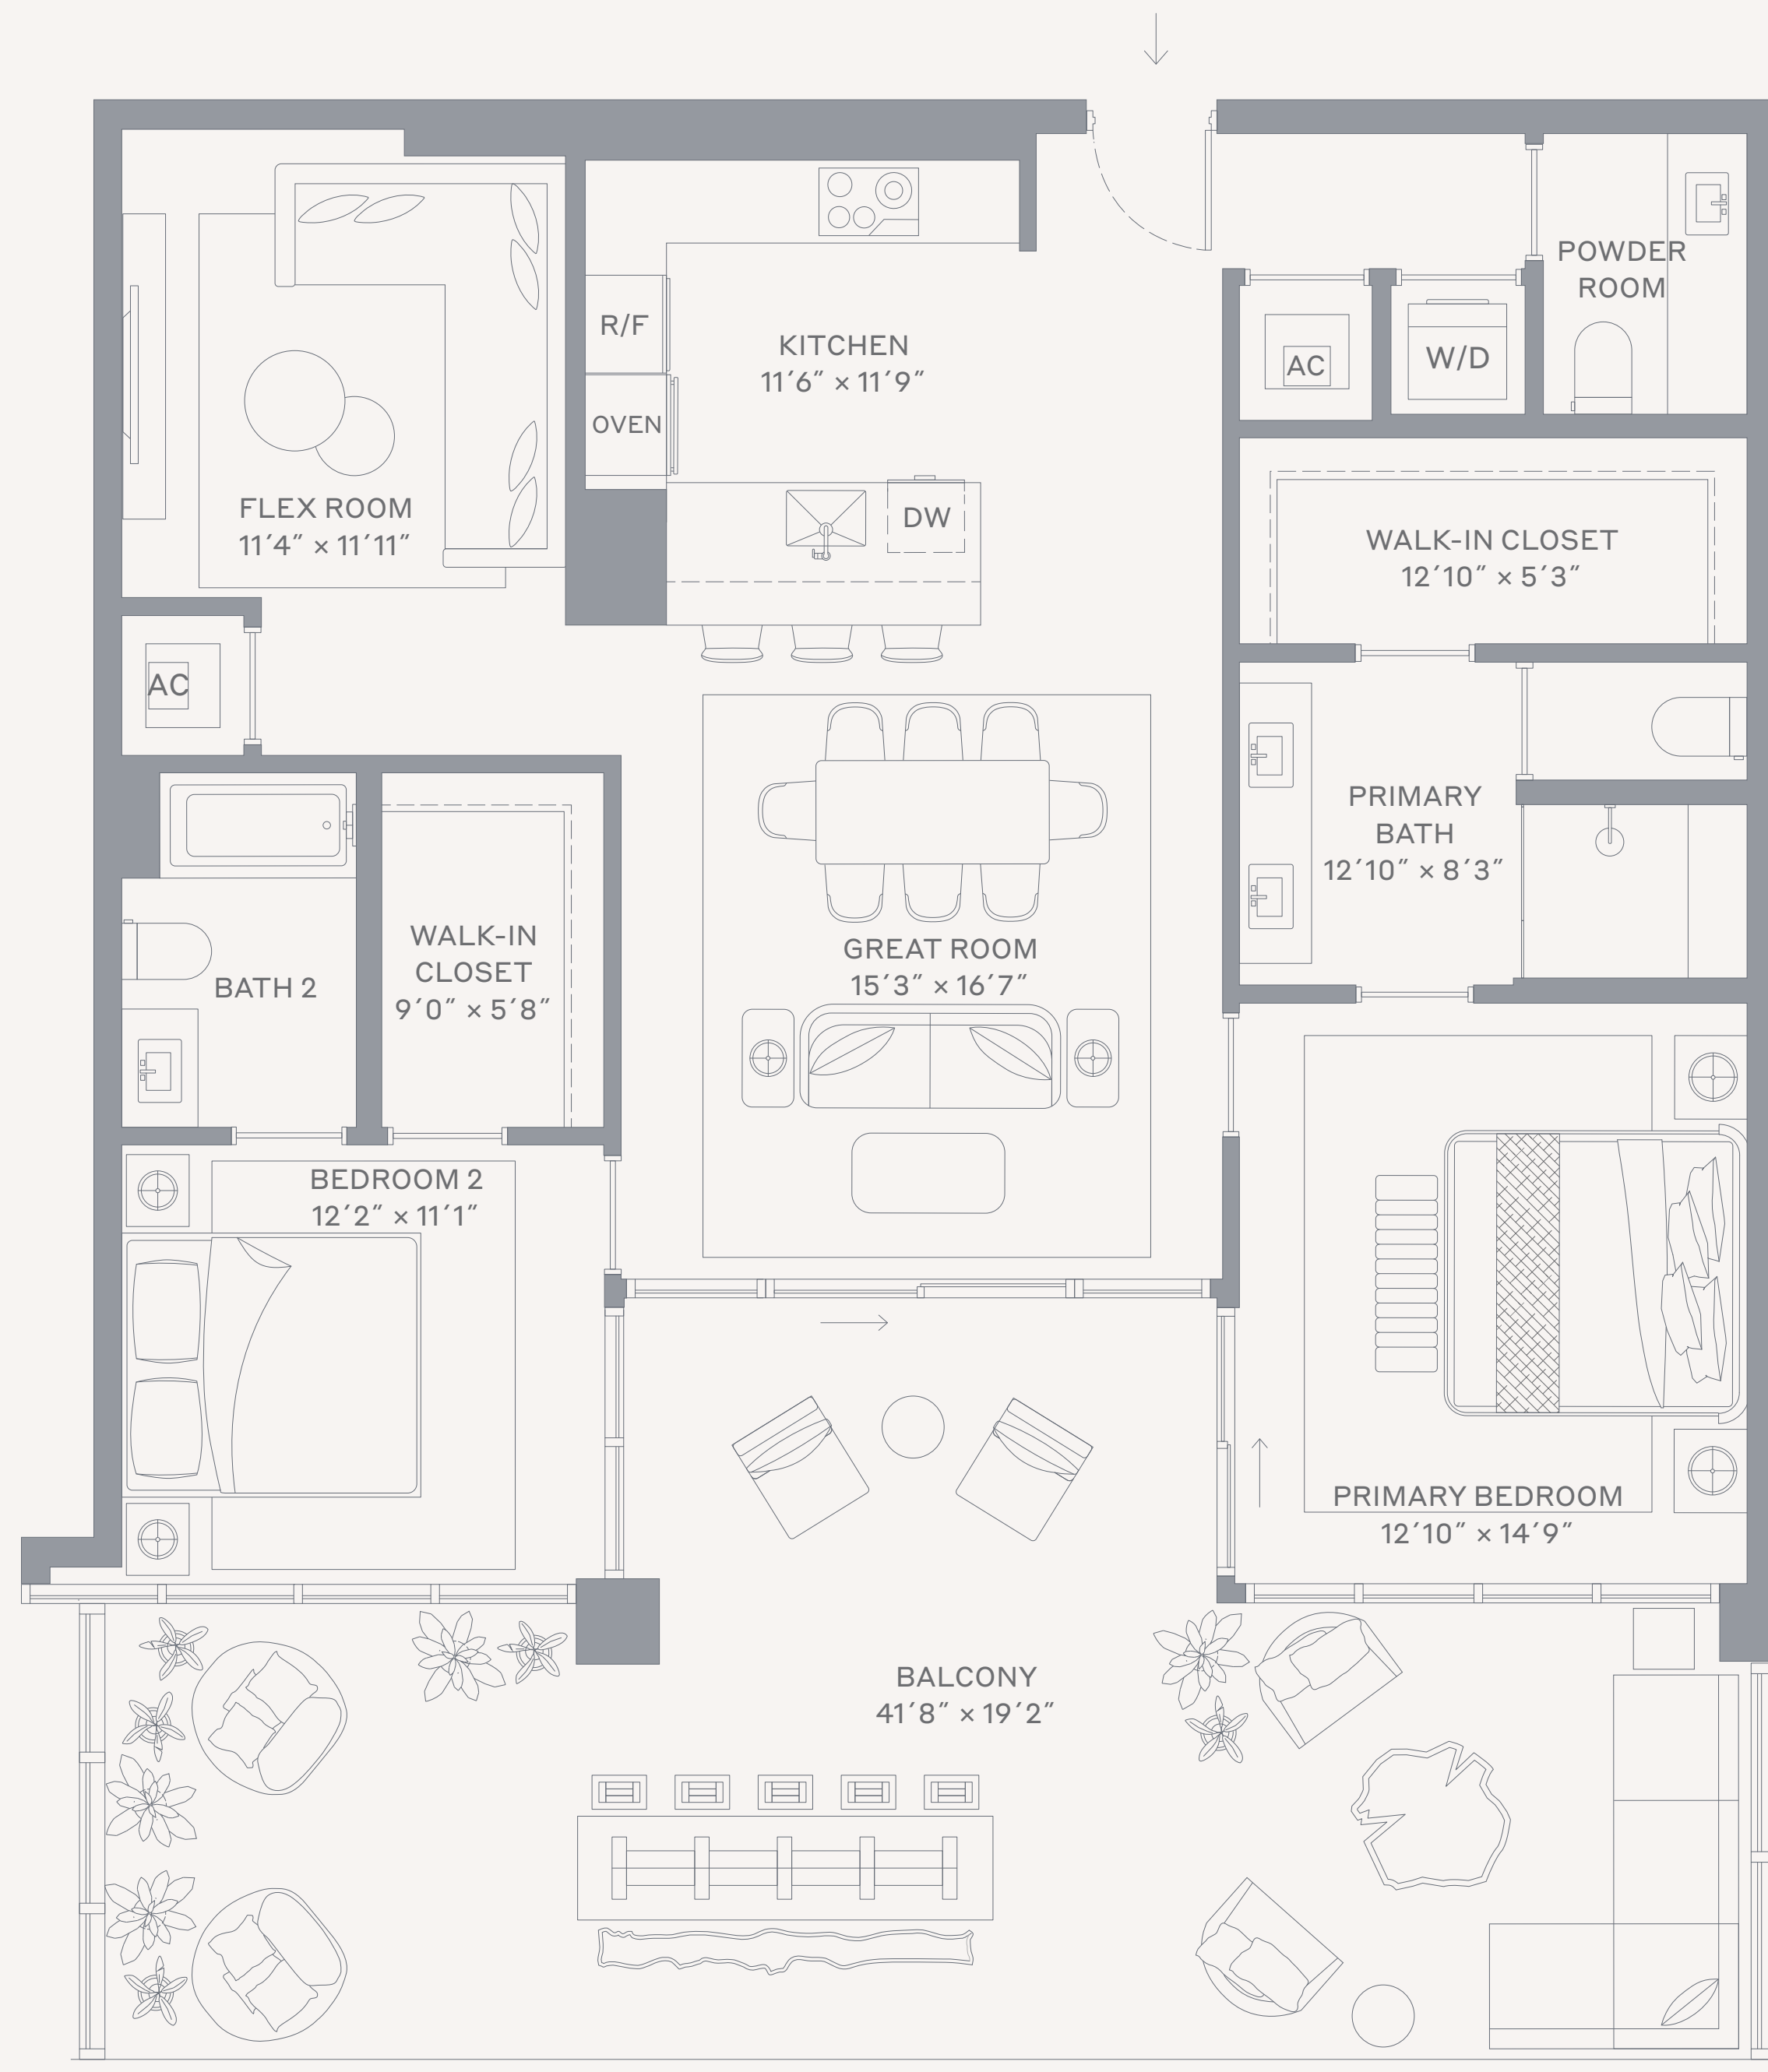 POWDER
ROOM
R/F
KITCHEN
11′6″ × 11′9″
AC
W/D
OVEN
FLEX ROOM
11′4″ × 11′11″
DW
WALK-IN CLOSET
12′10″ × 5′3″
AC
PRIMARY
BATH
12′10″ × 8′3″
WALK-IN
CLOSET
9′0″ × 5′8″
GREAT ROOM
15′3″ × 16′7″
BATH 2
BEDROOM 2
12′2″ × 11′1″
PRIMARY BEDROOM
12′10″ × 14′9″
BALCONY
41′8″ × 19′2″